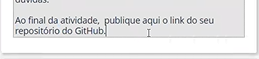 dúvidas.
Ao final da atividade, publique aqui o link do seu
repositório do GitHub.